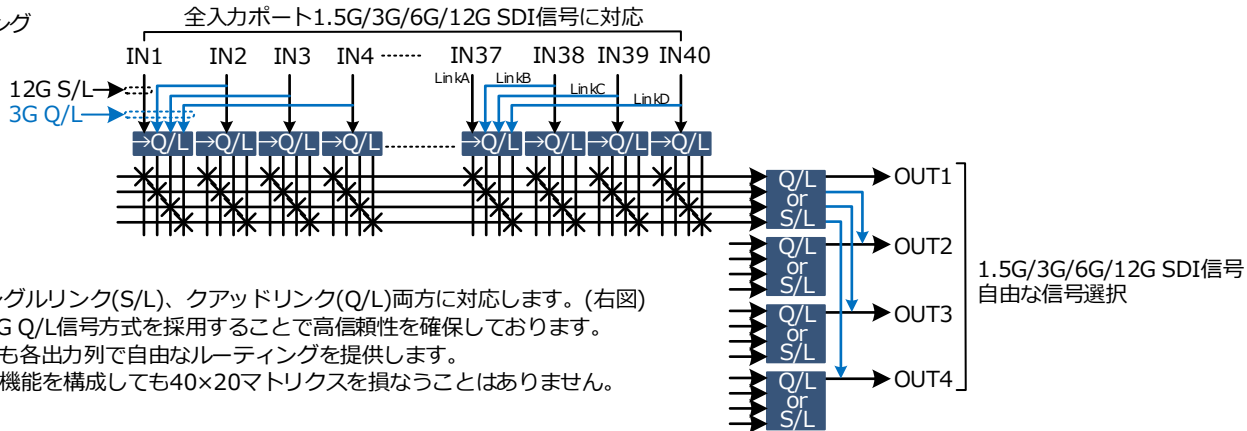 ング
全入力ポート1.5G/3G/6G/12G SDI信号に対応
IN1 IN2 IN3 IN4 ‥‥‥ IN37 IN38 IN39 IN40
LinkA LinkB
LinkC
LinkD
12G S/L
3G Q/L
→Q/L →Q/L →Q/L →Q/L ‥‥‥‥ →Q/L →Q/L →Q/L →Q/L
Q/L
or
S/L
OUT1
Q/L
or
S/L
OUT2
Q/L
or
S/L
OUT3
Q/L
or
S/L
OUT4
1.5G/3G/6G/12G SDI信号
自由な信号選択
ングルリンク(S/L)、クアッドリンク(Q/L)両方に対応します。(右図)
G Q/L信号方式を採用することで高信頼性を確保しております。
も各出力列で自由なルーティングを提供します。
機能を構成しても40×20マトリクスを損なうことはありません。